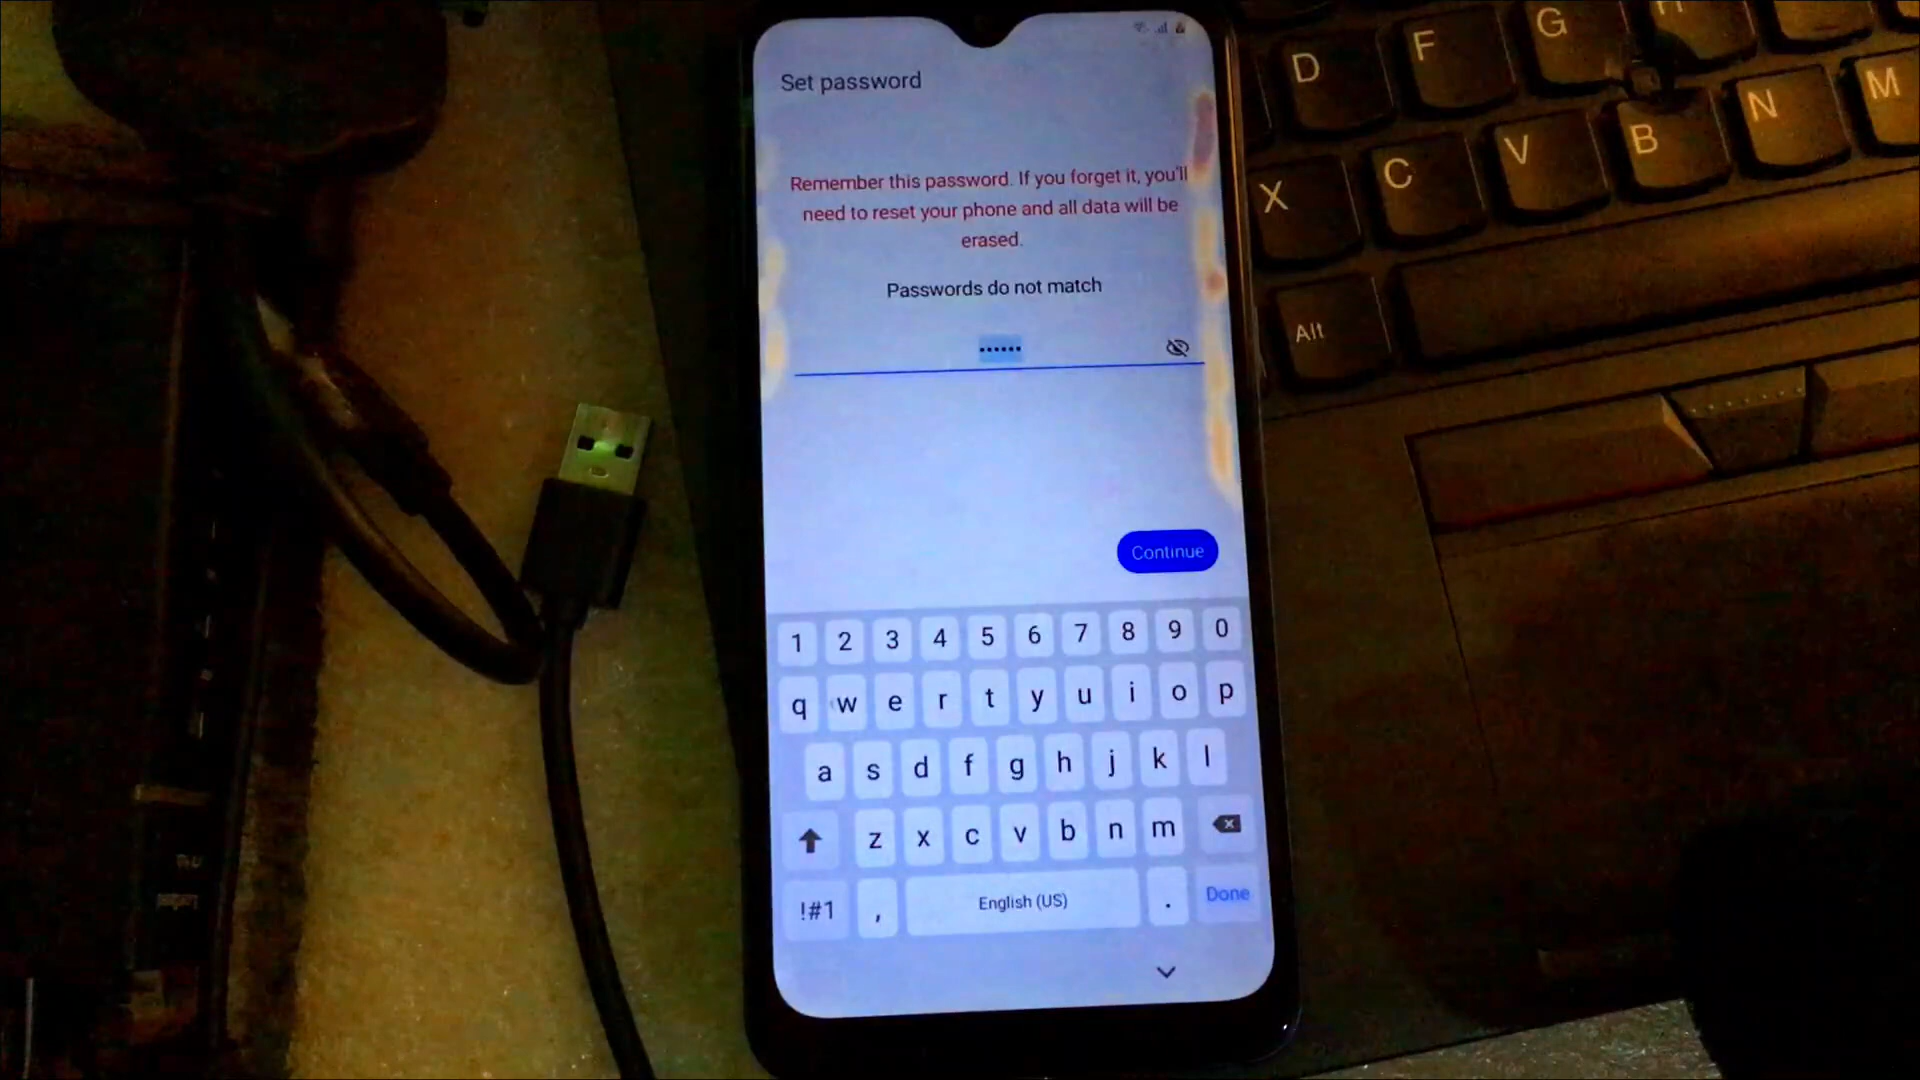 Set password
Remember this password. If you forget it, you'll
need to reset your phone and all data will be
erased.
Passwords do not match
Continue
1 2 3 4 5 6 7 8 9 0
q w e r t y u i o p
a s d f g h j k l
z x c v b n m
!#1 , English (US) . Done
D F G H
X C V B N M
Alt